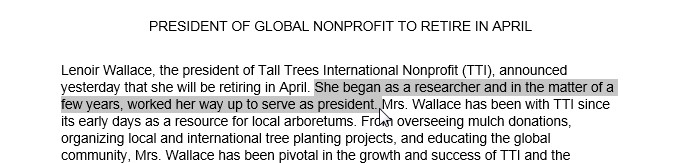 PRESIDENT OF GLOBAL NONPROFIT TO RETIRE IN APRIL
Lenoir Wallace, the president of Tall Trees International Nonprofit (TTI), announced
yesterday that she will be retiring in April. She began as a researcher and in the matter of a
few years, worked her way up to serve as president. Mrs. Wallace has been with TTI since
its early days as a resource for local arboretums. From overseeing mulch donations,
organizing local and international tree planting projects, and educating the global
community, Mrs. Wallace has been pivotal in the growth and success of TTI and the